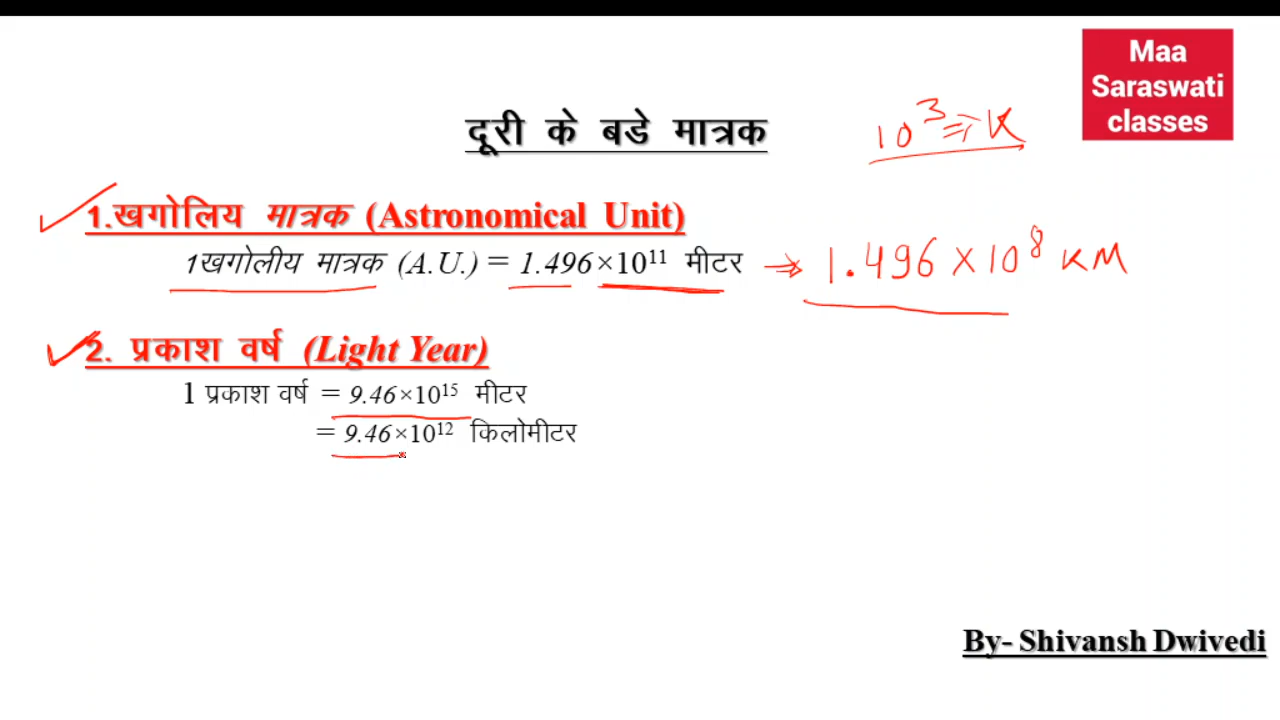 Maa
Saraswati
classes
दूरी के बडे मात्रक
10³ ⇒ K
1.खगोलिय मात्रक (Astronomical Unit)
1खगोलीय मात्रक (A.U.) = 1.496×10¹¹ मीटर → 1.496 × 10⁸ KM
2. प्रकाश वर्ष (Light Year)
1 प्रकाश वर्ष = 9.46×10¹⁵ मीटर
= 9.46×10¹² किलोमीटर
By- Shivansh Dwivedi